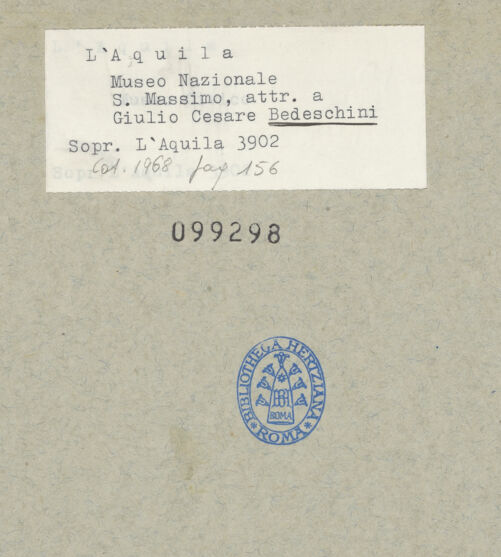 L`Aquila
Museo Nazionale
S. Massimo, attr. a
Giulio Cesare Bedeschini
Sopr. L`Aquila 3902
Cat. 1968 pag 156
099298
BIBLIOTHECA HERTZIANA
BH
ROMA
* ROMA *